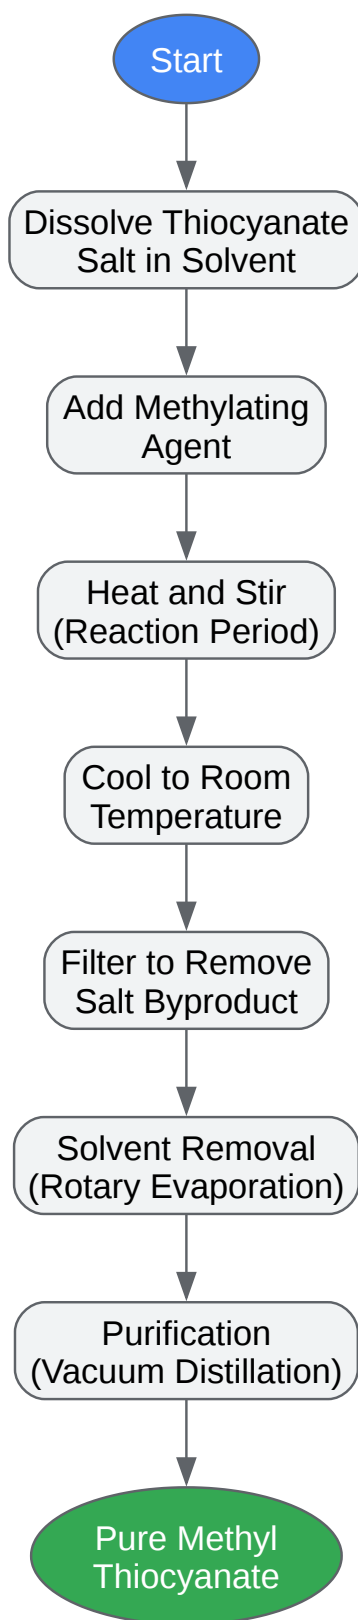 Start
Dissolve Thiocyanate
Salt in Solvent
Add Methylating
Agent
Heat and Stir
(Reaction Period)
Cool to Room
Temperature
Filter to Remove
Salt Byproduct
Solvent Removal
(Rotary Evaporation)
Purification
(Vacuum Distillation)
Pure Methyl
Thiocyanate